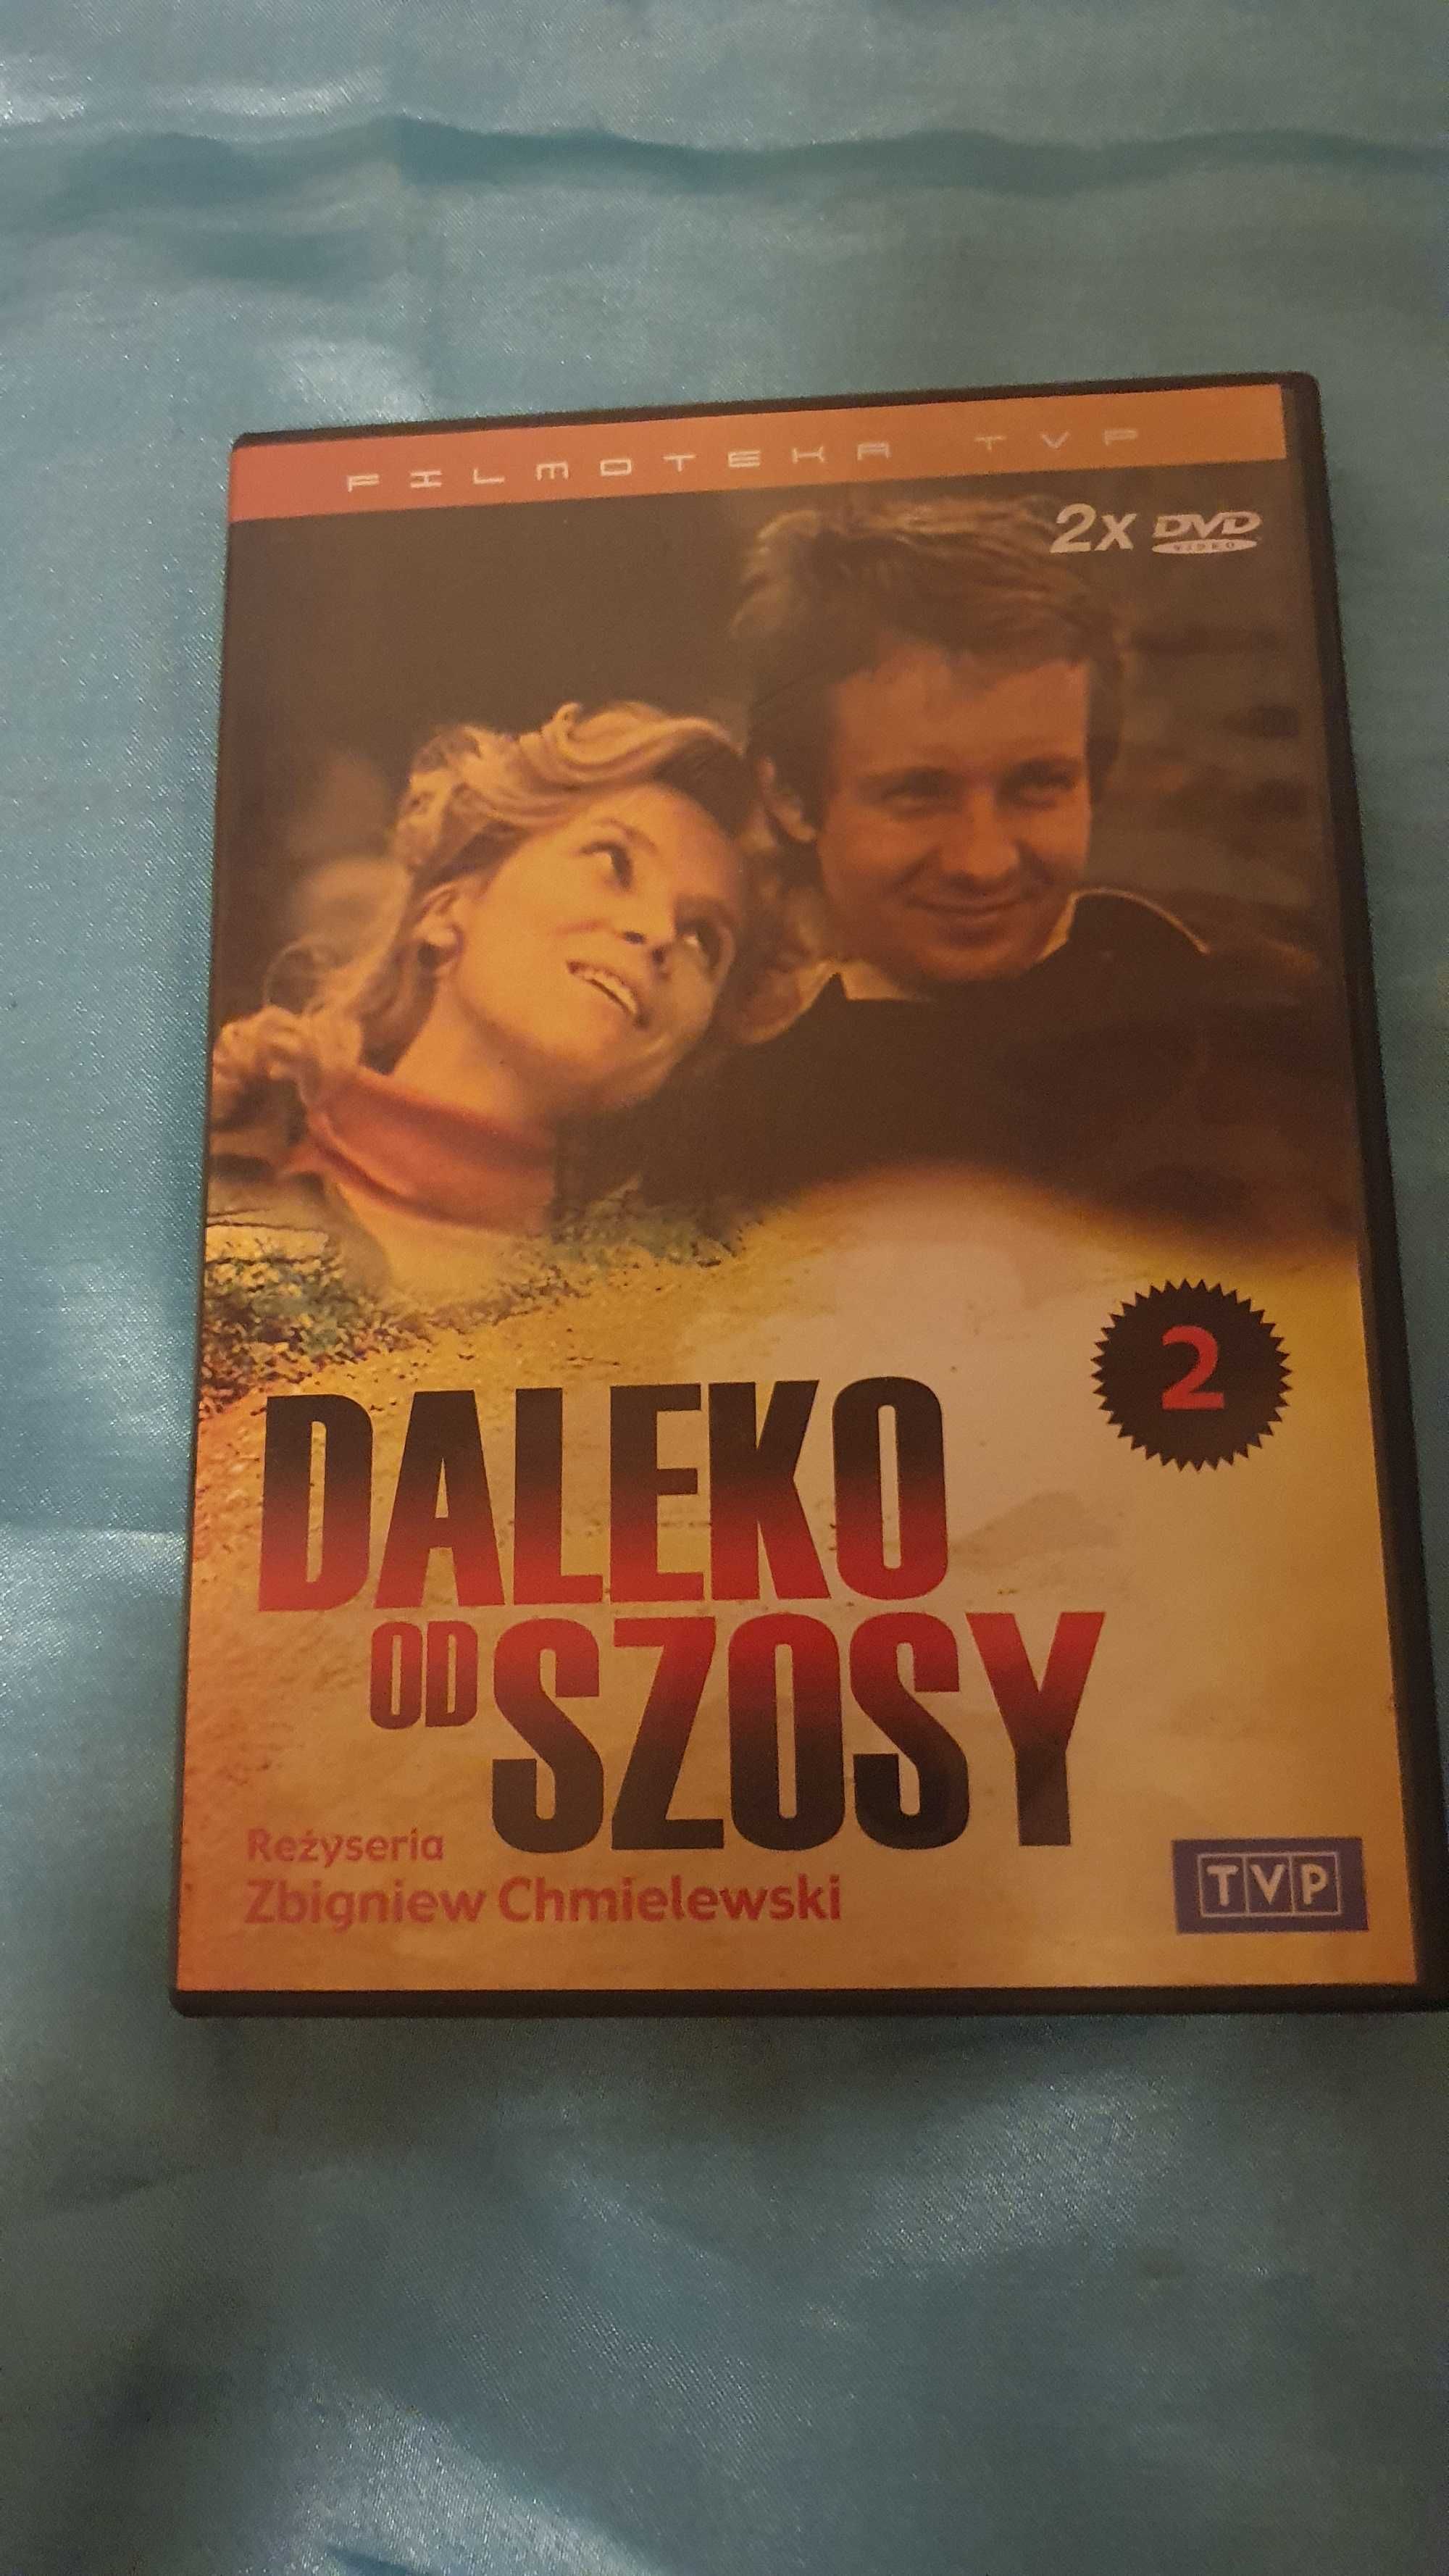 FILMOTEKA TVP
2x DVD
VIDEO
2
DALEKO
OD SZOSY
Reżyseria
Zbigniew Chmielewski
TVP